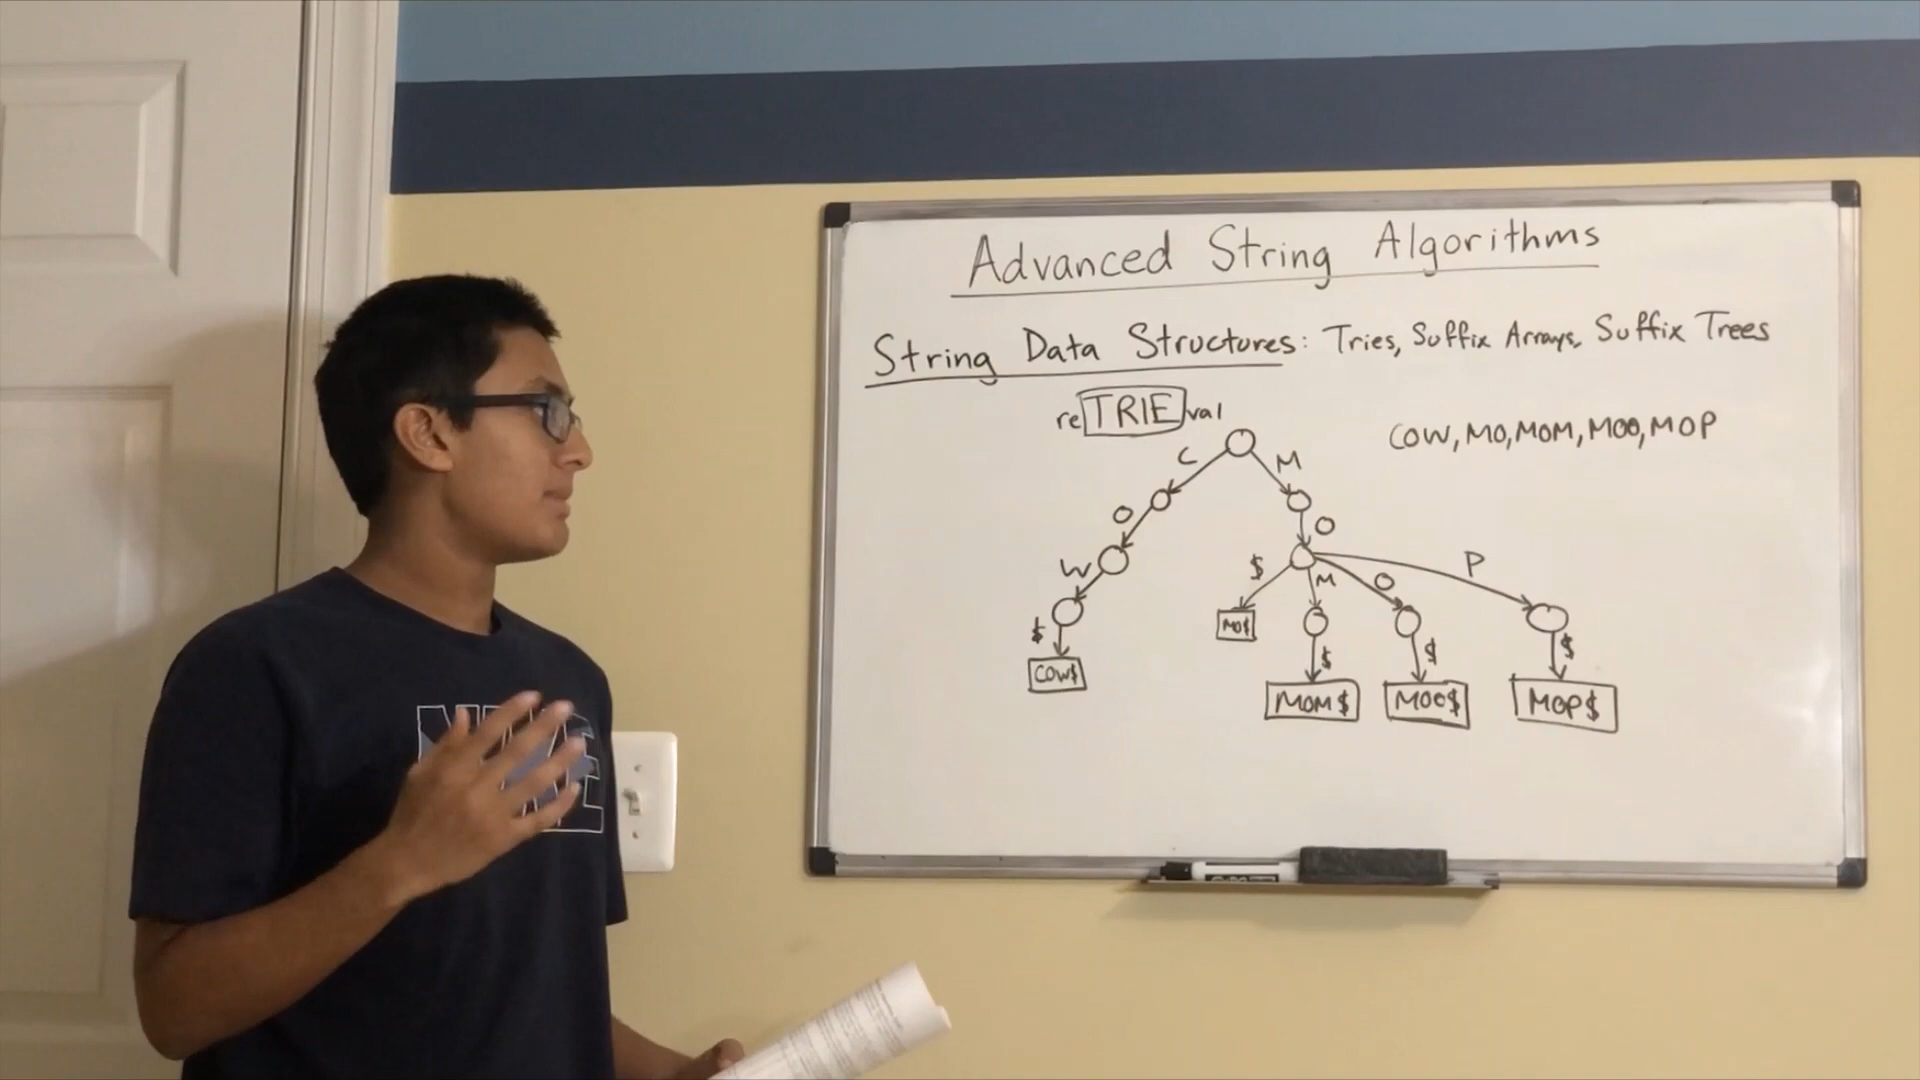 Advanced String Algorithms
String Data Structures: Tries, Suffix Arrays, Suffix Trees
reTRIEval
COW, MO, MOM, MOO, MOP
C M
O O
W $ M O P
$ MO$ $ $ $
COW$ MOM$ MOO$ MOP$